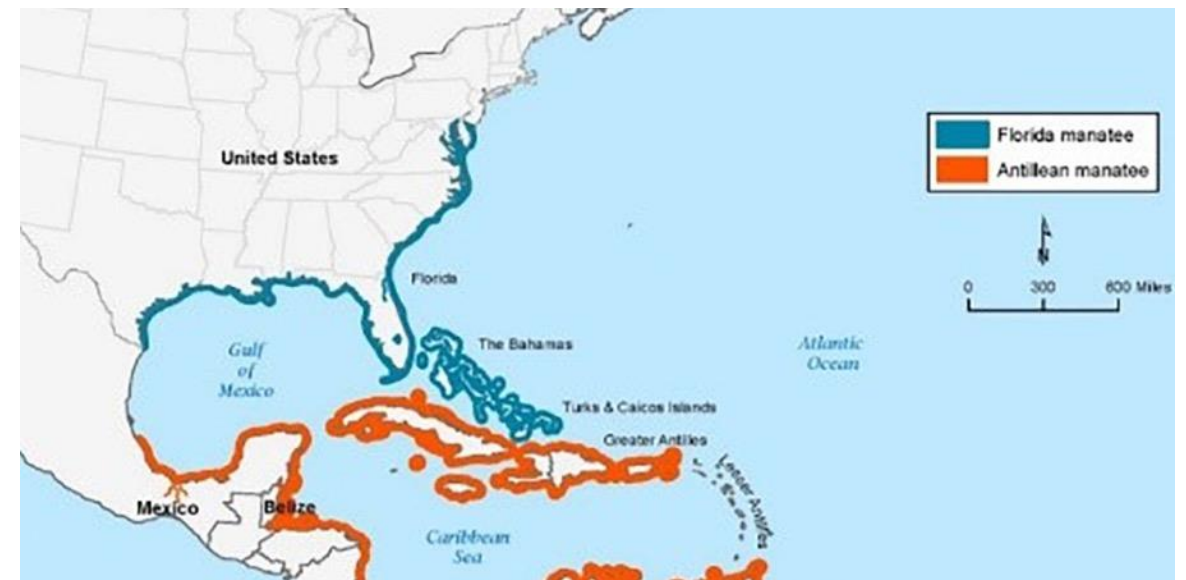 United States
Florida manatee
Antillean manatee
N
0 300 600 Miles
Florida
The Bahamas
Gulf
of
Mexico
Atlantic
Ocean
Turks & Caicos Islands
Greater Antilles
Lesser Antilles
Mexico
Belize
Caribbean
Sea